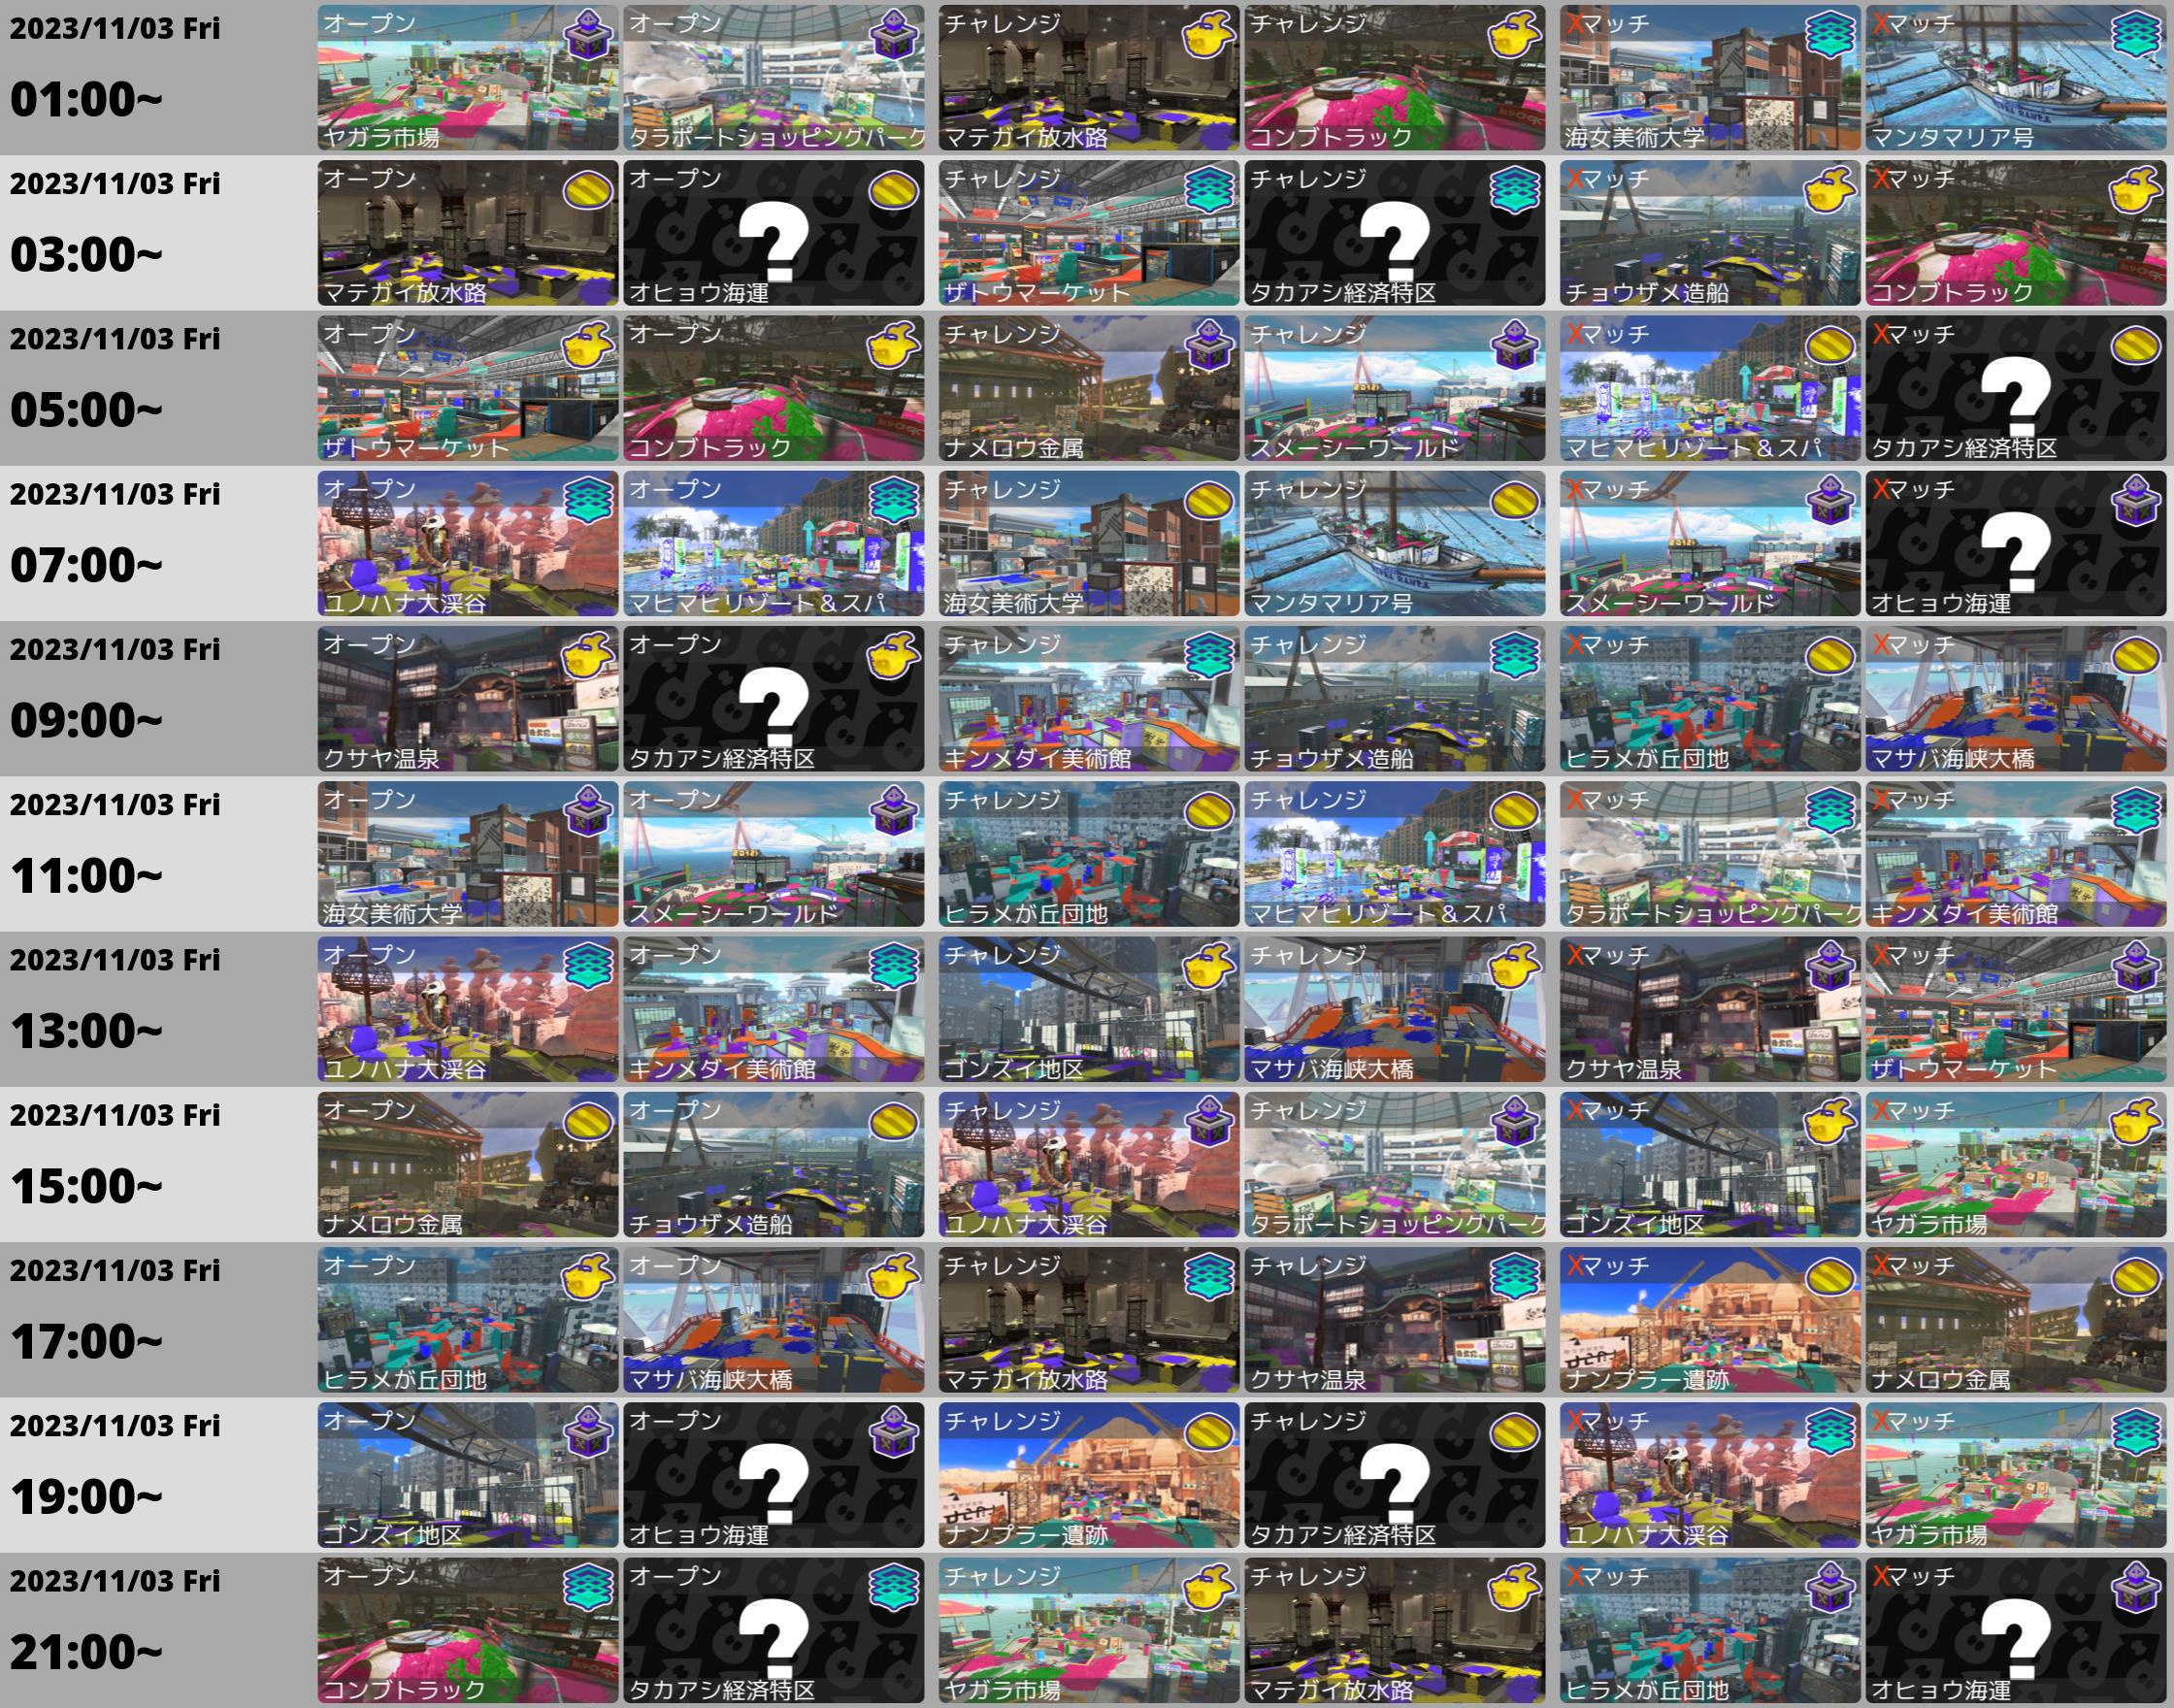 2023/11/03 Fri
01:00~
オープン
ヤガラ市場
オープン
タラポートショッピングパーク
チャレンジ
マテガイ放水路
チャレンジ
コンブトラック
Xマッチ
海女美術大学
Xマッチ
マンタマリア号
2023/11/03 Fri
03:00~
オープン
マテガイ放水路
オープン
?
オヒョウ海運
チャレンジ
ザトウマーケット
チャレンジ
?
タカアシ経済特区
Xマッチ
チョウザメ造船
Xマッチ
コンブトラック
2023/11/03 Fri
05:00~
オープン
ザトウマーケット
オープン
コンブトラック
チャレンジ
ナメロウ金属
チャレンジ
スメーシーワールド
Xマッチ
マヒマヒリゾート&スパ
Xマッチ
?
タカアシ経済特区
2023/11/03 Fri
07:00~
オープン
ユノハナ大渓谷
オープン
マヒマヒリゾート&スパ
チャレンジ
海女美術大学
チャレンジ
マンタマリア号
Xマッチ
スメーシーワールド
Xマッチ
?
オヒョウ海運
2023/11/03 Fri
09:00~
オープン
クサヤ温泉
オープン
?
タカアシ経済特区
チャレンジ
キンメダイ美術館
チャレンジ
チョウザメ造船
Xマッチ
ヒラメが丘団地
Xマッチ
マサバ海峡大橋
2023/11/03 Fri
11:00~
オープン
海女美術大学
オープン
スメーシーワールド
チャレンジ
ヒラメが丘団地
チャレンジ
マヒマヒリゾート&スパ
Xマッチ
タラポートショッピングパーク
Xマッチ
キンメダイ美術館
2023/11/03 Fri
13:00~
オープン
ユノハナ大渓谷
オープン
キンメダイ美術館
チャレンジ
ゴンズイ地区
チャレンジ
マサバ海峡大橋
Xマッチ
クサヤ温泉
Xマッチ
ザトウマーケット
2023/11/03 Fri
15:00~
オープン
ナメロウ金属
オープン
チョウザメ造船
チャレンジ
ユノハナ大渓谷
チャレンジ
タラポートショッピングパーク
Xマッチ
ゴンズイ地区
Xマッチ
ヤガラ市場
2023/11/03 Fri
17:00~
オープン
ヒラメが丘団地
オープン
マサバ海峡大橋
チャレンジ
マテガイ放水路
チャレンジ
クサヤ温泉
Xマッチ
ナンプラー遺跡
Xマッチ
ナメロウ金属
2023/11/03 Fri
19:00~
オープン
ゴンズイ地区
オープン
?
オヒョウ海運
チャレンジ
ナンプラー遺跡
チャレンジ
?
タカアシ経済特区
Xマッチ
ユノハナ大渓谷
Xマッチ
ヤガラ市場
2023/11/03 Fri
21:00~
オープン
コンブトラック
オープン
?
タカアシ経済特区
チャレンジ
ヤガラ市場
チャレンジ
マテガイ放水路
Xマッチ
ヒラメが丘団地
Xマッチ
?
オヒョウ海運